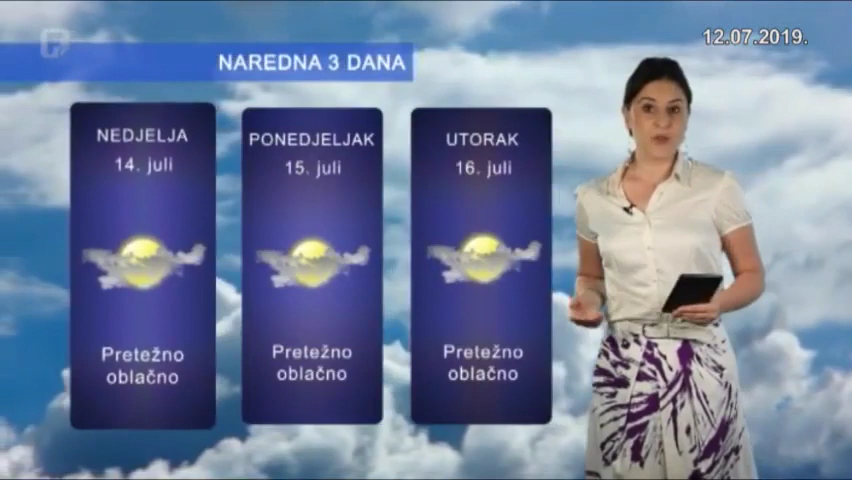 12.07.2019.
NAREDNA 3 DANA
NEDJELJA
14. juli
Pretežno
oblačno
PONEDJELJAK
15. juli
Pretežno
oblačno
UTORAK
16. juli
Pretežno
oblačno